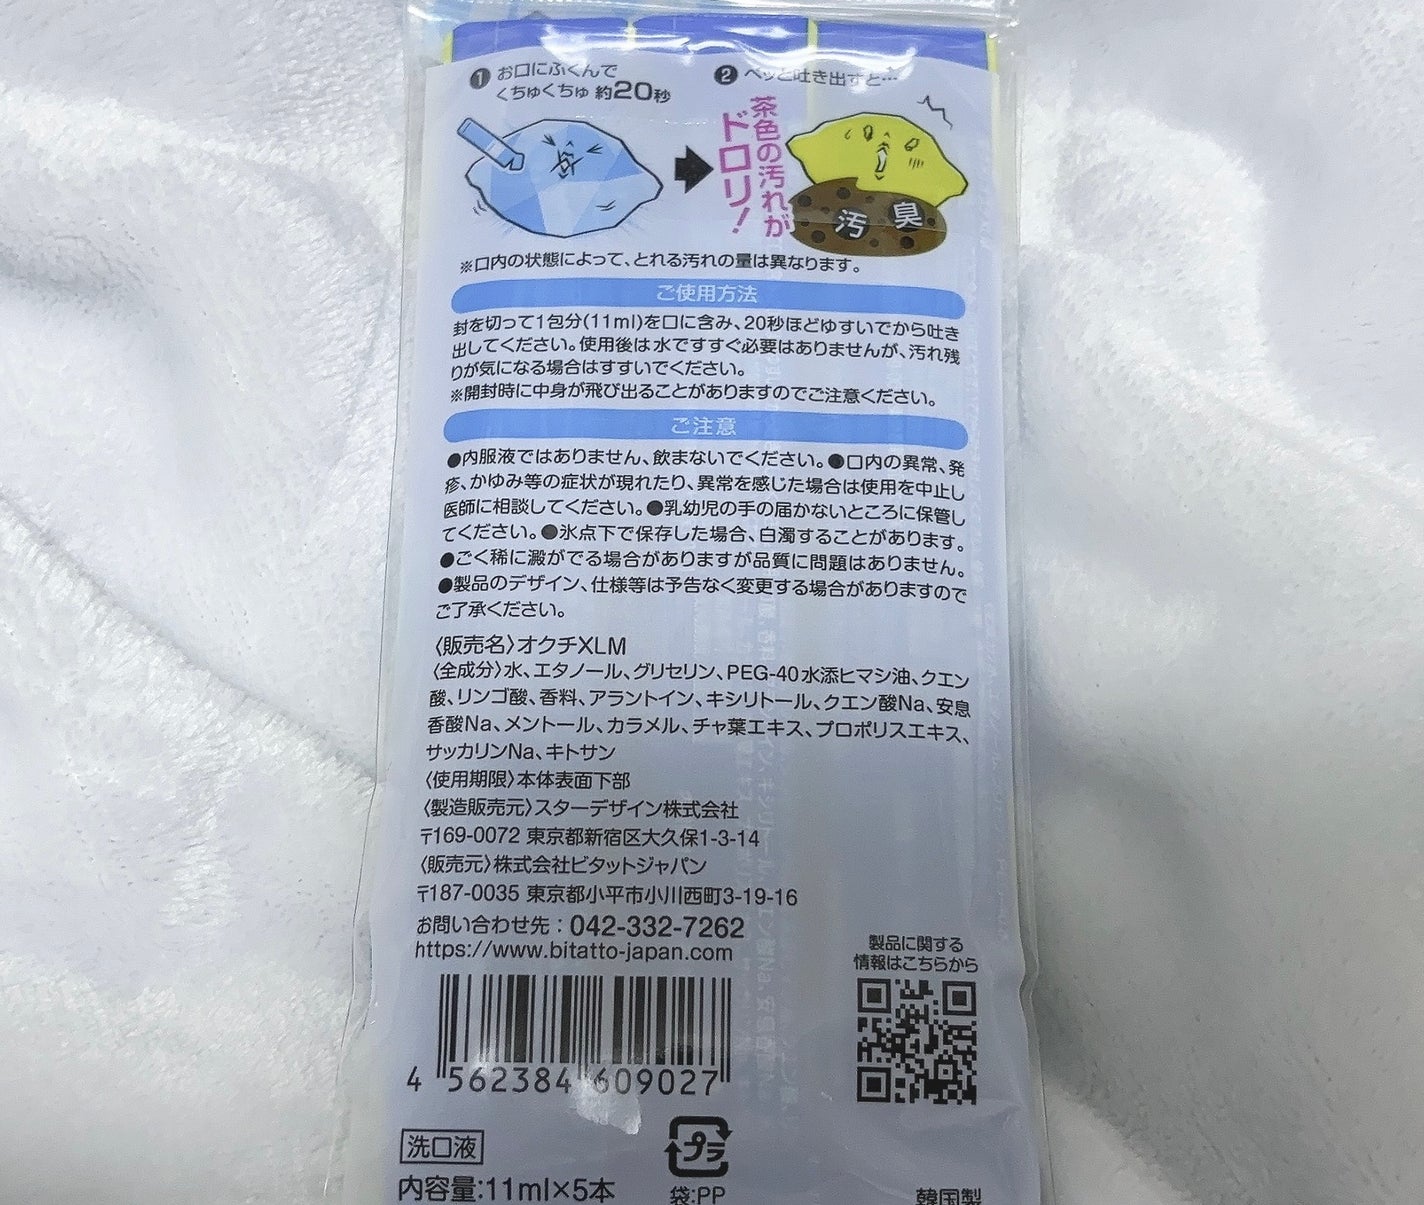 ① お口にふくんで
くちゅくちゅ 約20秒
② ペッと吐き出すと…
茶色の汚れが
ドロリ!
汚 臭
※口内の状態によって、とれる汚れの量は異なります。
ご使用方法
封を切って1包分(11ml)を口に含み、20秒ほどゆすいでから吐き
出してください。使用後は水ですすぐ必要はありませんが、汚れ残
りが気になる場合はすすいでください。
※開封時に中身が飛び出ることがありますのでご注意ください。
ご注意
●内服液ではありません、飲まないでください。●口内の異常、発
疹、かゆみ等の症状が現れたり、異常を感じた場合は使用を中止し
医師に相談してください。●乳幼児の手の届かないところに保管し
てください。●氷点下で保存した場合、白濁することがあります。
●ごく稀に澱がでる場合がありますが品質に問題はありません。
●製品のデザイン、仕様等は予告なく変更する場合がありますので
ご了承ください。
〈販売名〉オクチXLM
〈全成分〉水、エタノール、グリセリン、PEG-40水添ヒマシ油、クエン
酸、リンゴ酸、香料、アラントイン、キシリトール、クエン酸Na、安息
香酸Na、メントール、カラメル、チャ葉エキス、プロポリスエキス、
サッカリンNa、キトサン
〈使用期限〉本体表面下部
〈製造販売元〉スターデザイン株式会社
〒169-0072 東京都新宿区大久保1-3-14
〈販売元〉株式会社ビタットジャパン
〒187-0035 東京都小平市小川西町3-19-16
お問い合わせ先:042-332-7262
https://www.bitatto-japan.com
製品に関する
情報はこちらから
4 562384 609027
洗口液
プラ
内容量:11ml×5本
袋:PP
韓国製